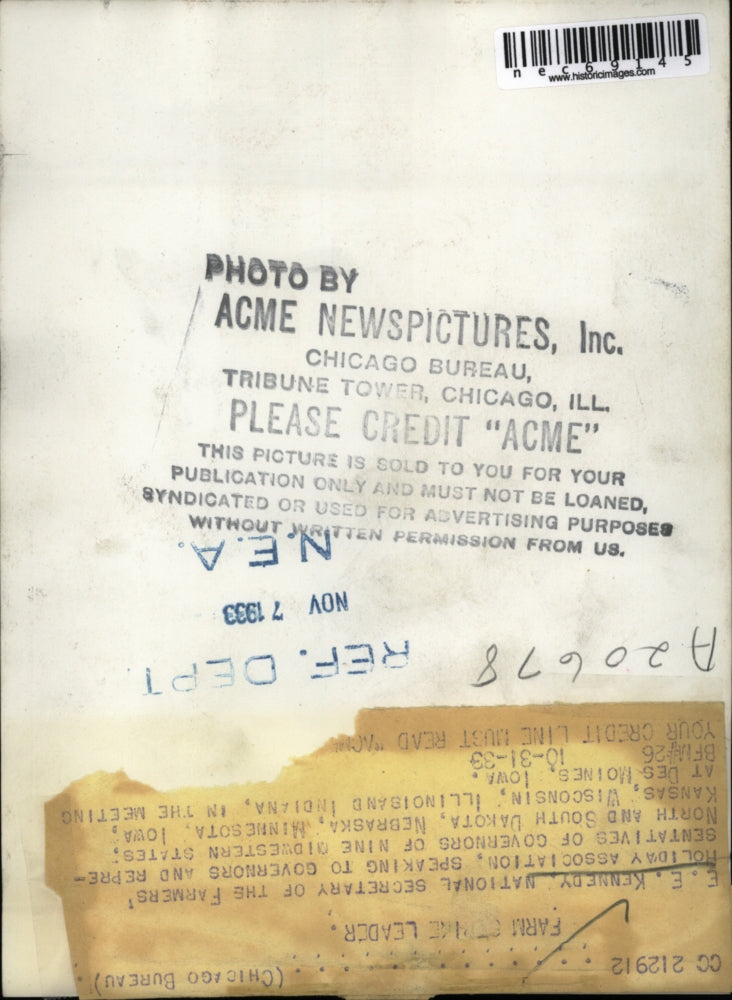 nec69145
www.historicimages.com
PHOTO BY
ACME NEWSPICTURES, Inc.
CHICAGO BUREAU,
TRIBUNE TOWER, CHICAGO, ILL.
PLEASE CREDIT "ACME"
THIS PICTURE IS SOLD TO YOU FOR YOUR
PUBLICATION ONLY AND MUST NOT BE LOANED,
SYNDICATED OR USED FOR ADVERTISING PURPOSES
WITHOUT WRITTEN PERMISSION FROM US.
A20678
REF. DEPT
NOV 7 1933
N.E.A.
CG 212912 . . . . . . . . . . . (CHICAGO BUREAU)
FARM STRIKE LEADER.
E. E. KENNEDY, NATIONAL SECRETARY OF THE FARMERS'
HOLIDAY ASSOCIATION, SPEAKING TO GOVERNORS AND REPRE-
SENTATIVES OF GOVERNORS OF NINE MIDWESTERN STATES;
NORTH AND SOUTH DAKOTA, NEBRASKA, MINNESOTA, IOWA,
KANSAS, WISCONSIN, ILLINOISAND INDIANA, IN THE MEETING
AT DES MOINES, IOWA.
BFM#26 10-31-33
YOUR CREDIT LINE MUST READ "ACME